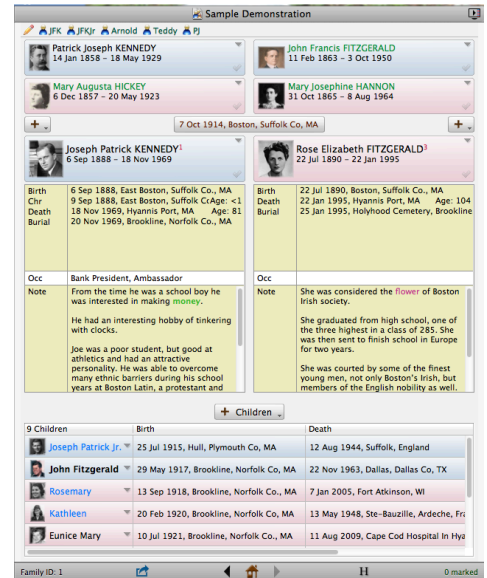 Sample Demonstration
JFK JFKJr Arnold Teddy PJ
Patrick Joseph KENNEDY
14 Jan 1858 – 18 May 1929
John Francis FITZGERALD
11 Feb 1863 – 3 Oct 1950
Mary Augusta HICKEY
6 Dec 1857 – 20 May 1923
Mary Josephine HANNON
31 Oct 1865 – 8 Aug 1964
+ 7 Oct 1914, Boston, Suffolk Co, MA +
Joseph Patrick KENNEDY1
6 Sep 1888 – 18 Nov 1969
Rose Elizabeth FITZGERALD3
22 Jul 1890 – 22 Jan 1995
Birth 6 Sep 1888, East Boston, Suffolk Co., MA
Chr 9 Sep 1888, East Boston, Suffolk Co Age: <1
Death 18 Nov 1969, Hyannis Port, MA Age: 81
Burial 20 Nov 1969, Brookline, Norfolk Co., MA
Birth 22 Jul 1890, Boston, Suffolk Co., MA
Death 22 Jan 1995, Hyannis Port, MA Age: 104
Burial 25 Jan 1995, Holyhood Cemetery, Brookline
Occ Bank President, Ambassador
Occ
Note From the time he was a school boy he
was interested in making money.
He had an interesting hobby of tinkering
with clocks.
Joe was a poor student, but good at
athletics and had an attractive
personality. He was able to overcome
many ethnic barriers during his school
years at Boston Latin, a protestant and
Note She was considered the flower of Boston
Irish society.
She graduated from high school, one of
the three highest in a class of 285. She
was then sent to finish school in Europe
for two years.
She was courted by some of the finest
young men, not only Boston's Irish, but
members of the English nobility as well.
+ Children
9 Children Birth Death
Joseph Patrick Jr. 25 Jul 1915, Hull, Plymouth Co, MA 12 Aug 1944, Suffolk, England
John Fitzgerald 29 May 1917, Brookline, Norfolk Co, MA 22 Nov 1963, Dallas, Dallas Co, TX
Rosemary 13 Sep 1918, Brookline, Norfolk Co., MA 7 Jan 2005, Fort Atkinson, WI
Kathleen 20 Feb 1920, Brookline, Norfolk Co, MA 13 May 1948, Ste-Bauzille, Ardeche, Fra
Eunice Mary 10 Jul 1921, Brookline, Norfolk Co, MA 11 Aug 2009, Cape Cod Hospital In Hya
Family ID: 1 H 0 marked